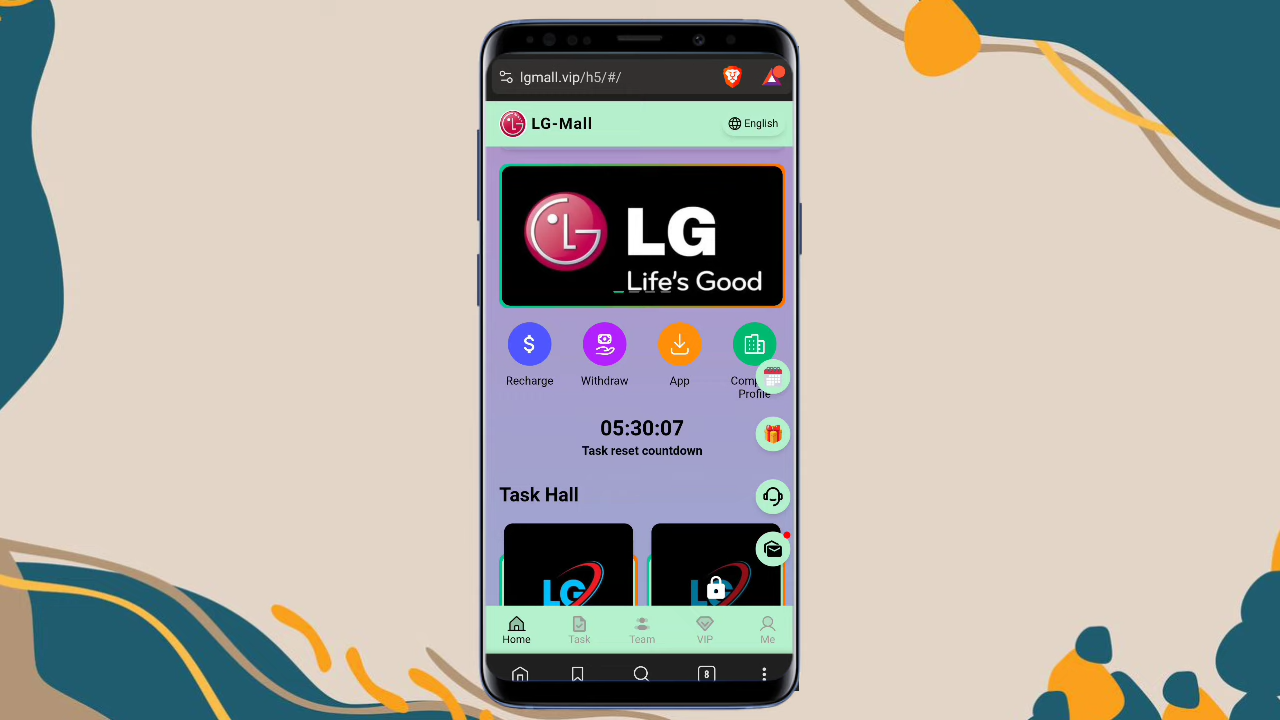 lgmall.vip/h5/#/
LG-Mall
English
LG
Life's Good
Recharge
Withdraw
App
Profile
05:30:07
Task reset countdown
Task Hall
LG
LG
Home
Task
Team
VIP
Me
8